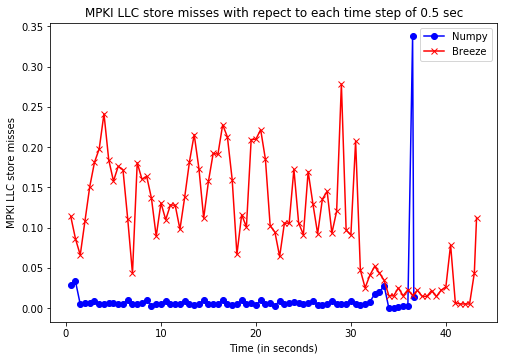 MPKI LLC store misses with repect to each time step of 0.5 sec
Numpy
Breeze
MPKI LLC store misses
0.35
0.30
0.25
0.20
0.15
0.10
0.05
0.00
0
10
20
30
40
Time (in seconds)